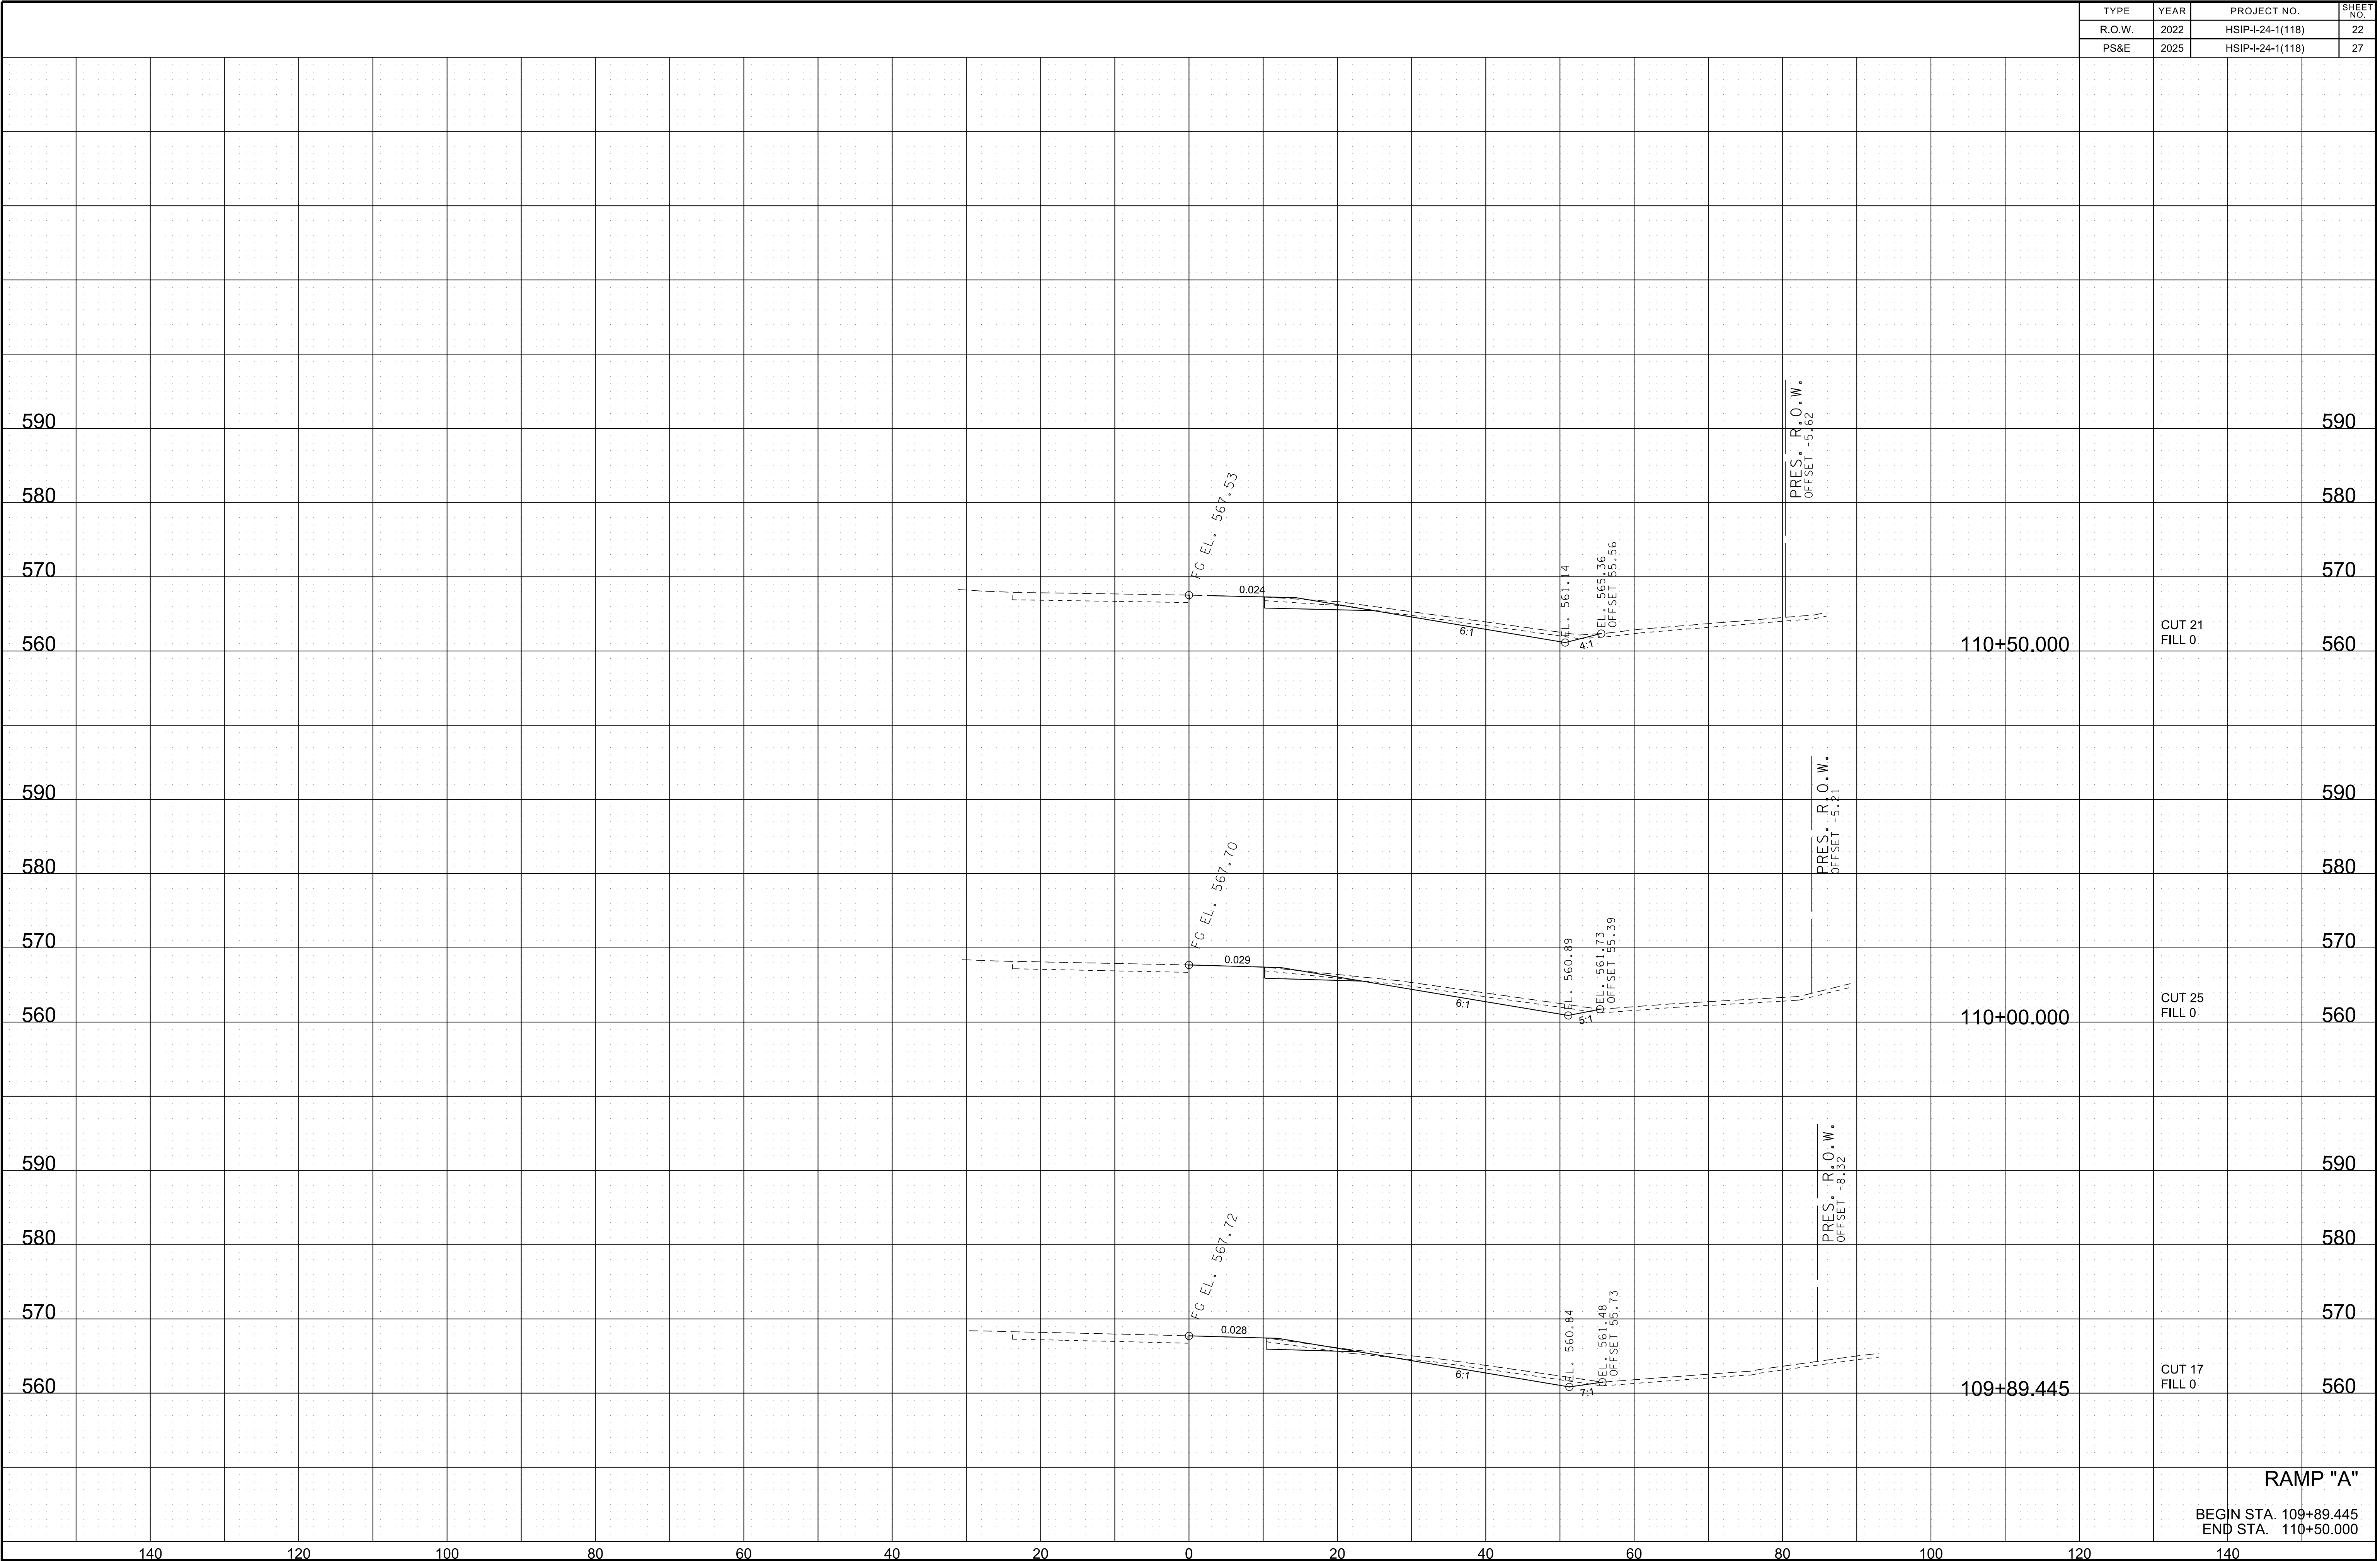 TYPE YEAR PROJECT NO. SHEET NO.
R.O.W. 2022 HSIP-I-24-1(118) 22
PS&E 2025 HSIP-I-24-1(118) 27
590 590
580 580
570 570
560 560
FG EL. 567.53
0.024
6:1
4:1
EL. 561.14
EL. 565.36
OFFSET 55.56
PRES. R.O.W.
OFFSET -5.62
110+50.000
CUT 21
FILL 0
590 590
580 580
570 570
560 560
FG EL. 567.70
0.029
6:1
5:1
EL. 560.89
EL. 561.73
OFFSET 55.39
PRES. R.O.W.
OFFSET -5.21
110+00.000
CUT 25
FILL 0
590 590
580 580
570 570
560 560
FG EL. 567.72
0.028
6:1
7:1
EL. 560.84
EL. 561.48
OFFSET 55.73
PRES. R.O.W.
OFFSET -8.32
109+89.445
CUT 17
FILL 0
RAMP "A"
BEGIN STA. 109+89.445
END STA. 110+50.000
140 120 100 80 60 40 20 0 20 40 60 80 100 120 140